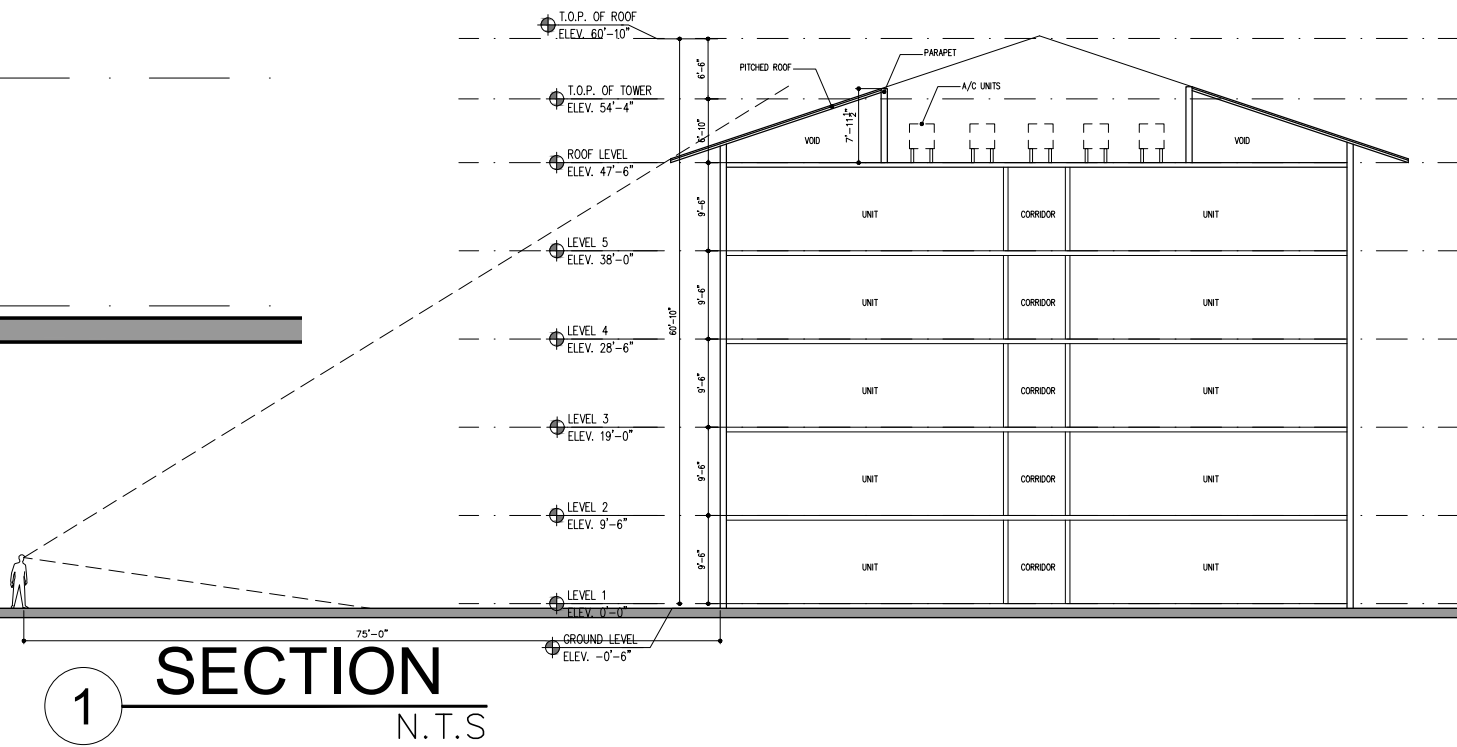 T.O.P. OF ROOF
ELEV. 60'-10"
T.O.P. OF TOWER
ELEV. 54'-4"
ROOF LEVEL
ELEV. 47'-6"
LEVEL 5
ELEV. 38'-0"
LEVEL 4
ELEV. 28'-6"
LEVEL 3
ELEV. 19'-0"
LEVEL 2
ELEV. 9'-6"
LEVEL 1
ELEV. 0'-0"
GROUND LEVEL
ELEV. -0'-6"
60'-10"
6'-6"
6'-10"
9'-6"
9'-6"
9'-6"
9'-6"
9'-6"
PITCHED ROOF
PARAPET
A/C UNITS
7'-11 1/2"
VOID
VOID
UNIT CORRIDOR UNIT
UNIT CORRIDOR UNIT
UNIT CORRIDOR UNIT
UNIT CORRIDOR UNIT
UNIT CORRIDOR UNIT
75'-0"
1 SECTION
N.T.S